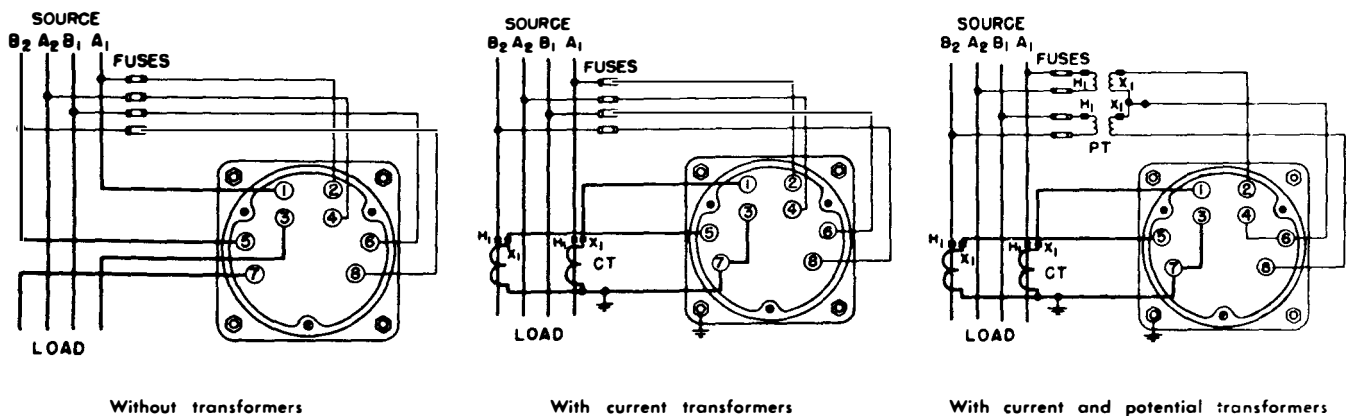 SOURCE
B₂ A₂ B₁ A₁
FUSES
1
2
3
4
5
6
7
8
LOAD
Without transformers
SOURCE
B₂ A₂ B₁ A₁
FUSES
1
2
3
4
5
6
7
8
H₁ X₁ H₁ X₁
CT
LOAD
With current transformers
SOURCE
B₂ A₂ B₁ A₁
FUSES
H₁ X₁
H₁ X₁
PT
1
2
3
4
5
6
7
8
H₁ X₁ H₁ X₁
CT
LOAD
With current and potential transformers